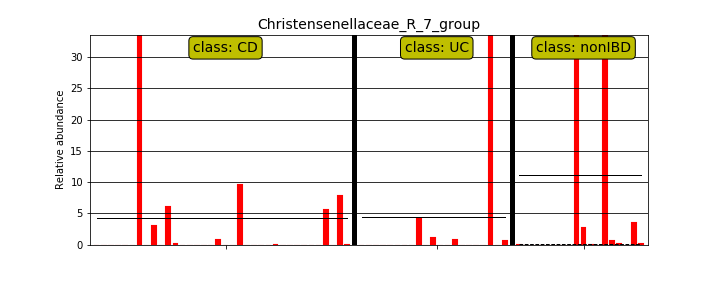 Christensenellaceae_R_7_group
class: CD
class: UC
class: nonIBD
Relative abundance
30
25
20
15
10
5
0